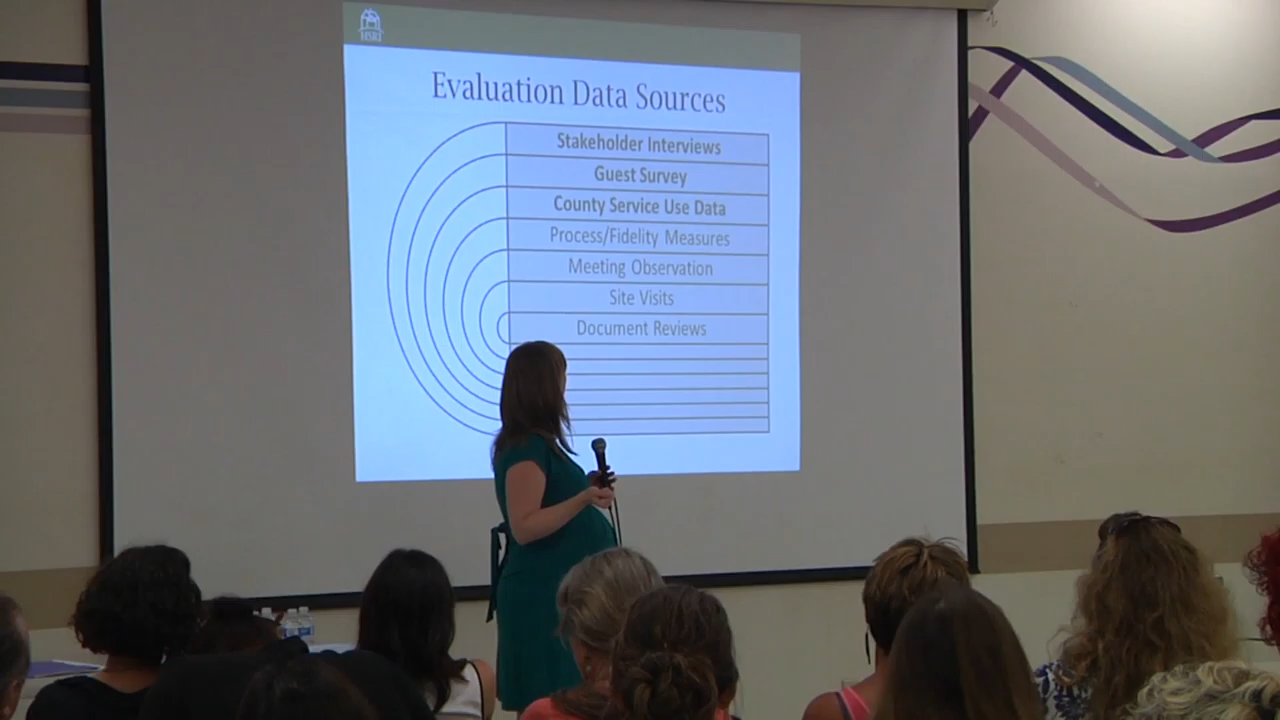 HSRI
Evaluation Data Sources
Stakeholder Interviews
Guest Survey
County Service Use Data
Process/Fidelity Measures
Meeting Observation
Site Visits
Document Reviews